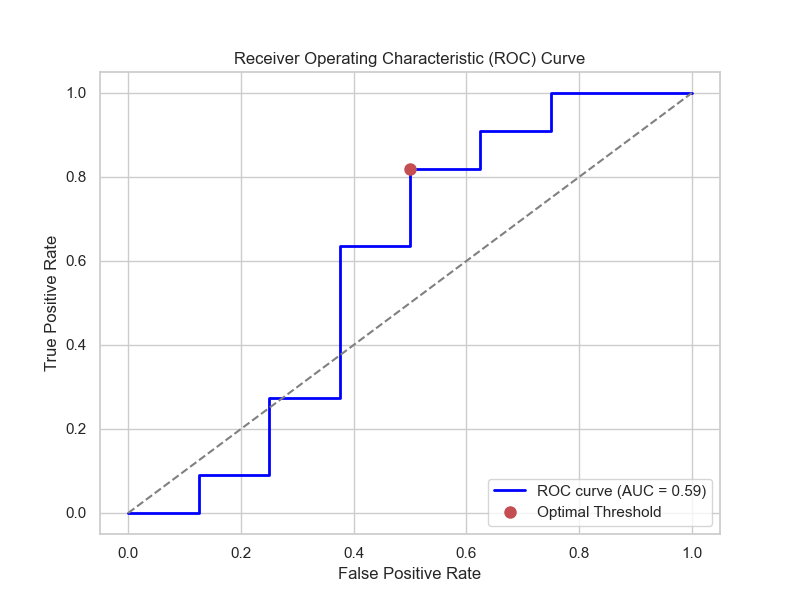 Receiver Operating Characteristic (ROC) Curve
True Positive Rate
1.0
0.8
0.6
0.4
0.2
0.0
ROC curve (AUC = 0.59)
Optimal Threshold
0.0 0.2 0.4 0.6 0.8 1.0
False Positive Rate